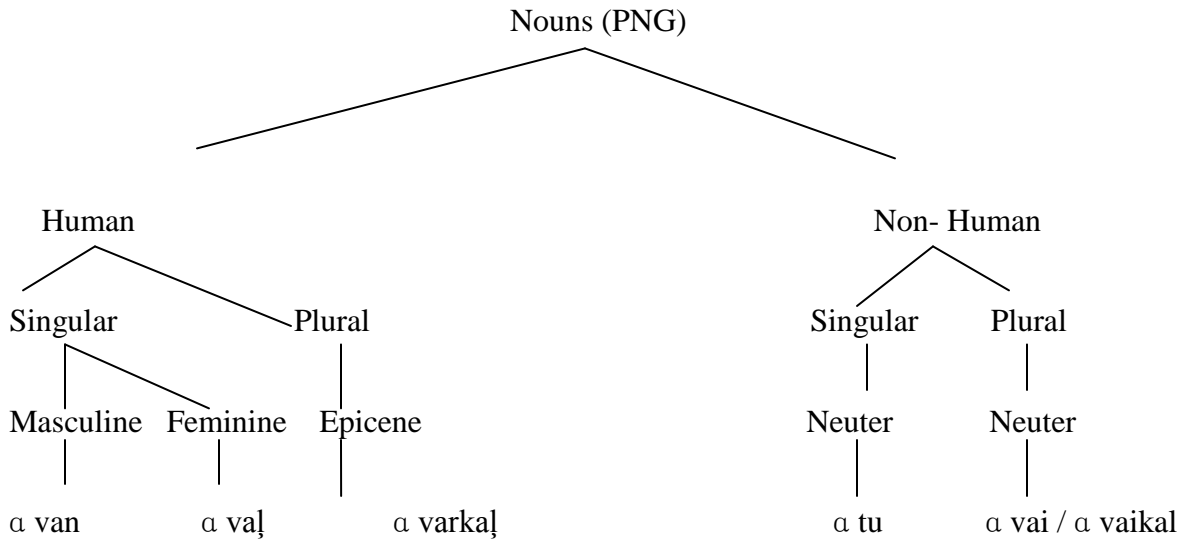 Nouns (PNG)
Human Non- Human
Singular Plural Singular Plural
Masculine Feminine Epicene Neuter Neuter
ɑ van ɑ vaḷ ɑ varkaḷ ɑ tu ɑ vai / ɑ vaikal